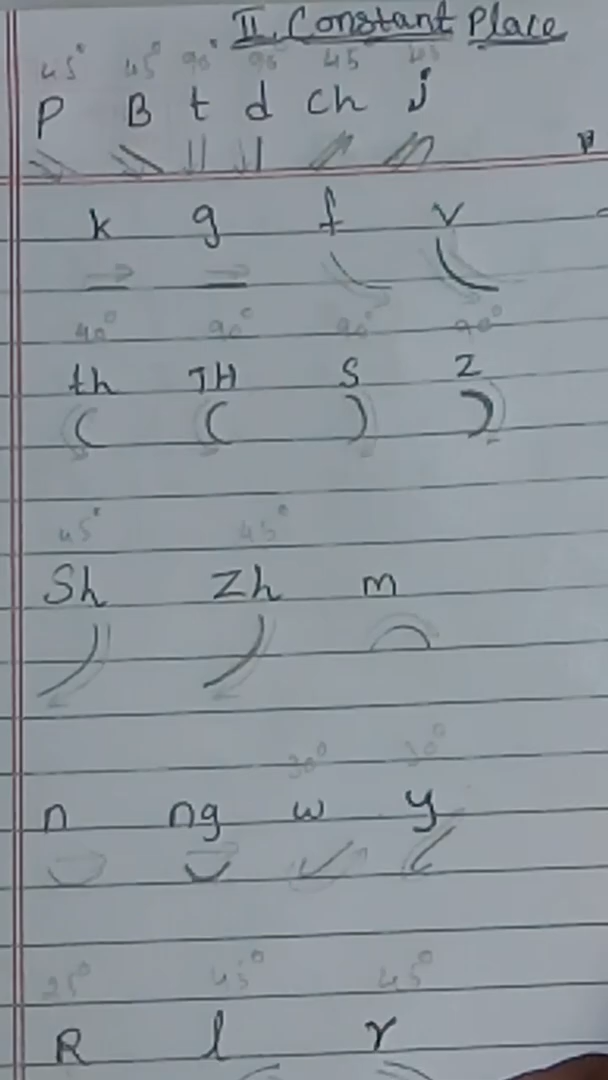 II. Constant Place
45° 45° 90° 90° 45 45
P B t d ch j
k g f v
90° 90° 90°
th TH S Z
45° 45°
Sh Zh m
30° 30°
n ng w y
45° 45°
R l r